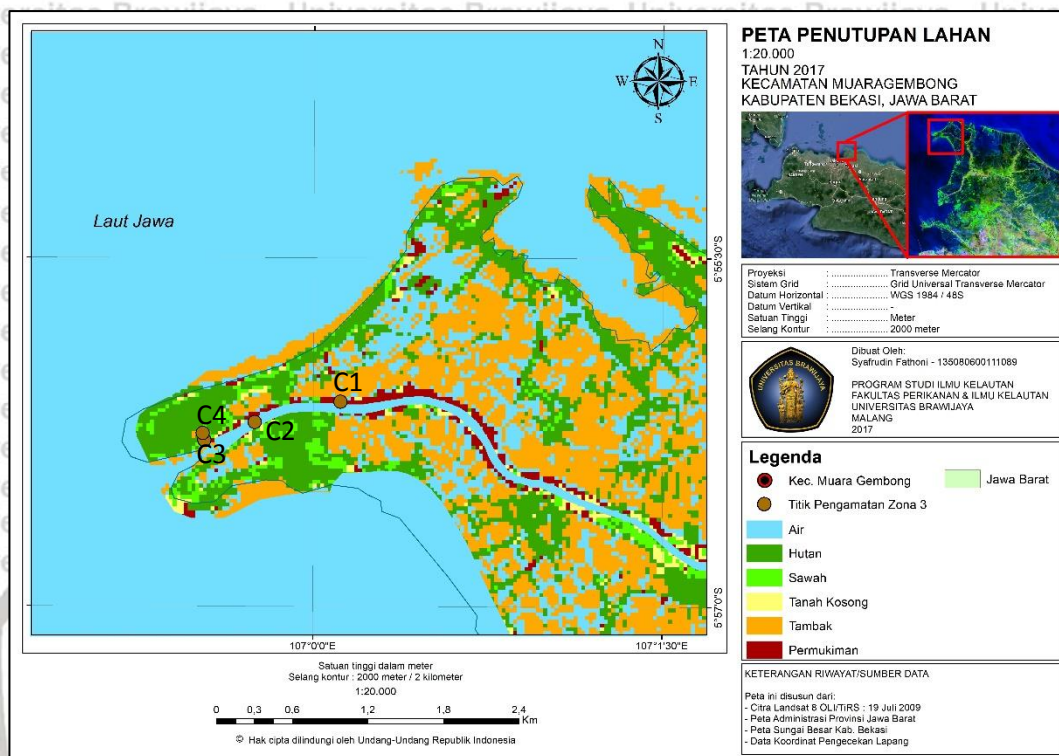 PETA PENUTUPAN LAHAN
1:20.000
TAHUN 2017
KECAMATAN MUARAGEMBONG
KABUPATEN BEKASI, JAWA BARAT
N
W E
S
Laut Jawa
C1
C2
C4
C3
5°55'30"S
5°57'0"S
107°0'0"E
107°1'30"E
Satuan tinggi dalam meter
Selang kontur : 2000 meter / 2 kilometer
1:20.000
0 0,3 0.6 1,2 1,8 2,4
Km
© Hak cipta dilindungi oleh Undang-Undang Republik Indonesia
Proyeksi : .................. Transverse Mercator
Sistem Grid : .................. Grid Universal Transverse Mercator
Datum Horizontal : .................. WGS 1984 / 48S
Datum Vertikal : .................. -
Satuan Tinggi : .................. Meter
Selang Kontur : .................. 2000 meter
UNIVERSITAS BRAWIJAYA
Dibuat Oleh:
Syafrudin Fathoni - 135080600111089
PROGRAM STUDI ILMU KELAUTAN
FAKULTAS PERIKANAN & ILMU KELAUTAN
UNIVERSITAS BRAWIJAYA
MALANG
2017
Legenda
Kec. Muara Gembong
Jawa Barat
Titik Pengamatan Zona 3
Air
Hutan
Sawah
Tanah Kosong
Tambak
Permukiman
KETERANGAN RIWAYAT/SUMBER DATA
Peta ini disusun dari:
- Citra Landsat 8 OLI/TIRS : 19 Juli 2009
- Peta Administrasi Provinsi Jawa Barat
- Peta Sungai Besar Kab. Bekasi
- Data Koordinat Pengecekan Lapang